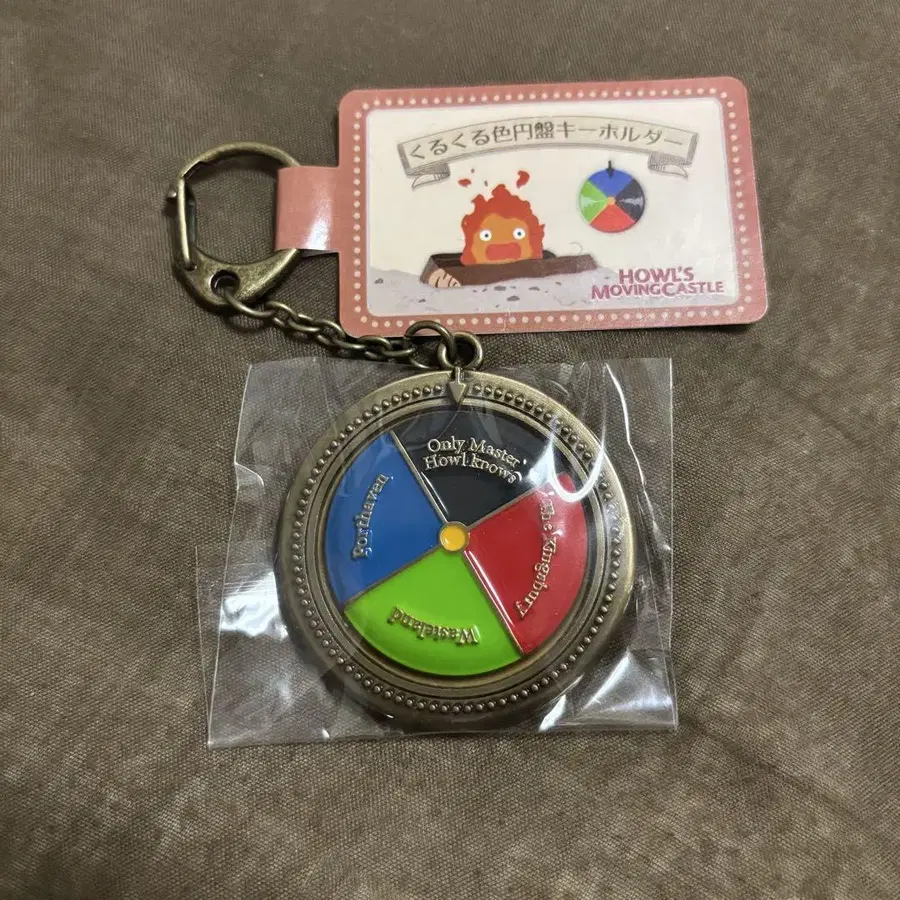 くるくる色円盤キーホルダー
HOWL'S
MOVING CASTLE
Only Master
Howl knows
Porthaven
The Kingsbury
Wasteland